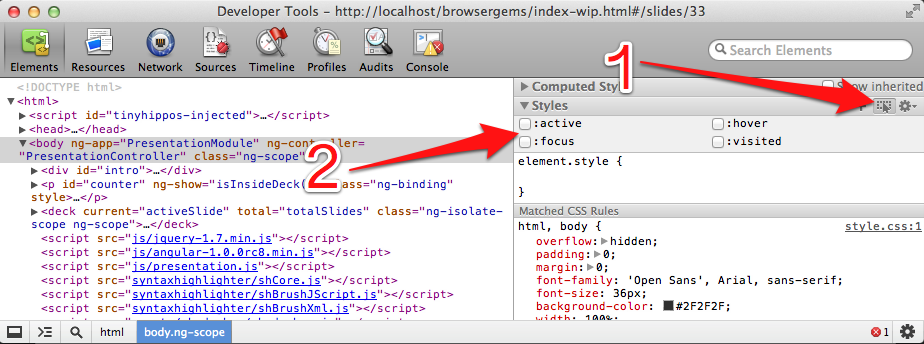 Developer Tools - http://localhost/browsergems/index-wip.html#/slides/33
Elements Resources Network Sources Timeline Profiles Audits Console
Search Elements
<!DOCTYPE html>
▼<html>
▶<script id="tinyhippos-injected">…</script>
▶<head>…</head>
▼<body ng-app="PresentationModule" ng-controller=
"PresentationController" class="ng-scope"
▶<div id="intro">…</div>
▶<p id="counter" ng-show="isInsideDeck( class="ng-binding"
style>…</p>
▶<deck current="activeSlide" total="totalSlides" class="ng-isolate-
scope ng-scope">…</deck>
<script src="js/jquery-1.7.min.js"></script>
<script src="js/angular-1.0.0rc8.min.js"></script>
<script src="js/presentation.js"></script>
<script src="syntaxhighlighter/shCore.js"></script>
<script src="syntaxhighlighter/shBrushJScript.js"></script>
<script src="syntaxhighlighter/shBrushXml.js"></script>
1
2
▶ Computed Sty Show inherited
▼ Styles
:active :hover
:focus :visited
element.style {
}
Matched CSS Rules
html, body { style.css:1
overflow:▶hidden;
padding:▶0;
margin:▶0;
font-family: 'Open Sans', Arial, sans-serif;
font-size: 36px;
background-color: #2F2F2F;
width: 100%;
html body.ng-scope
1